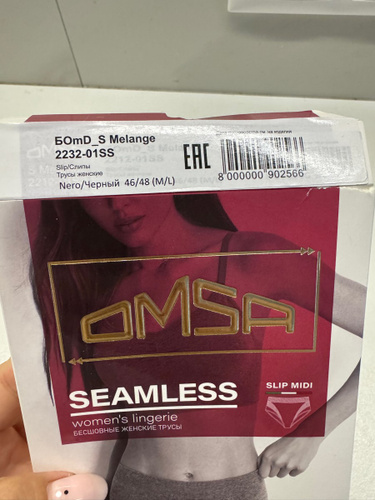 БOmD_S Melange
2232-01SS
Slip/Слипы
Трусы женские
Nero/Черный 46/48 (M/L)
EAC
8 000000 902566
OMSA
SEAMLESS
women's lingerie
БЕСШОВНЫЕ ЖЕНСКИЕ ТРУСЫ
SLIP MIDI